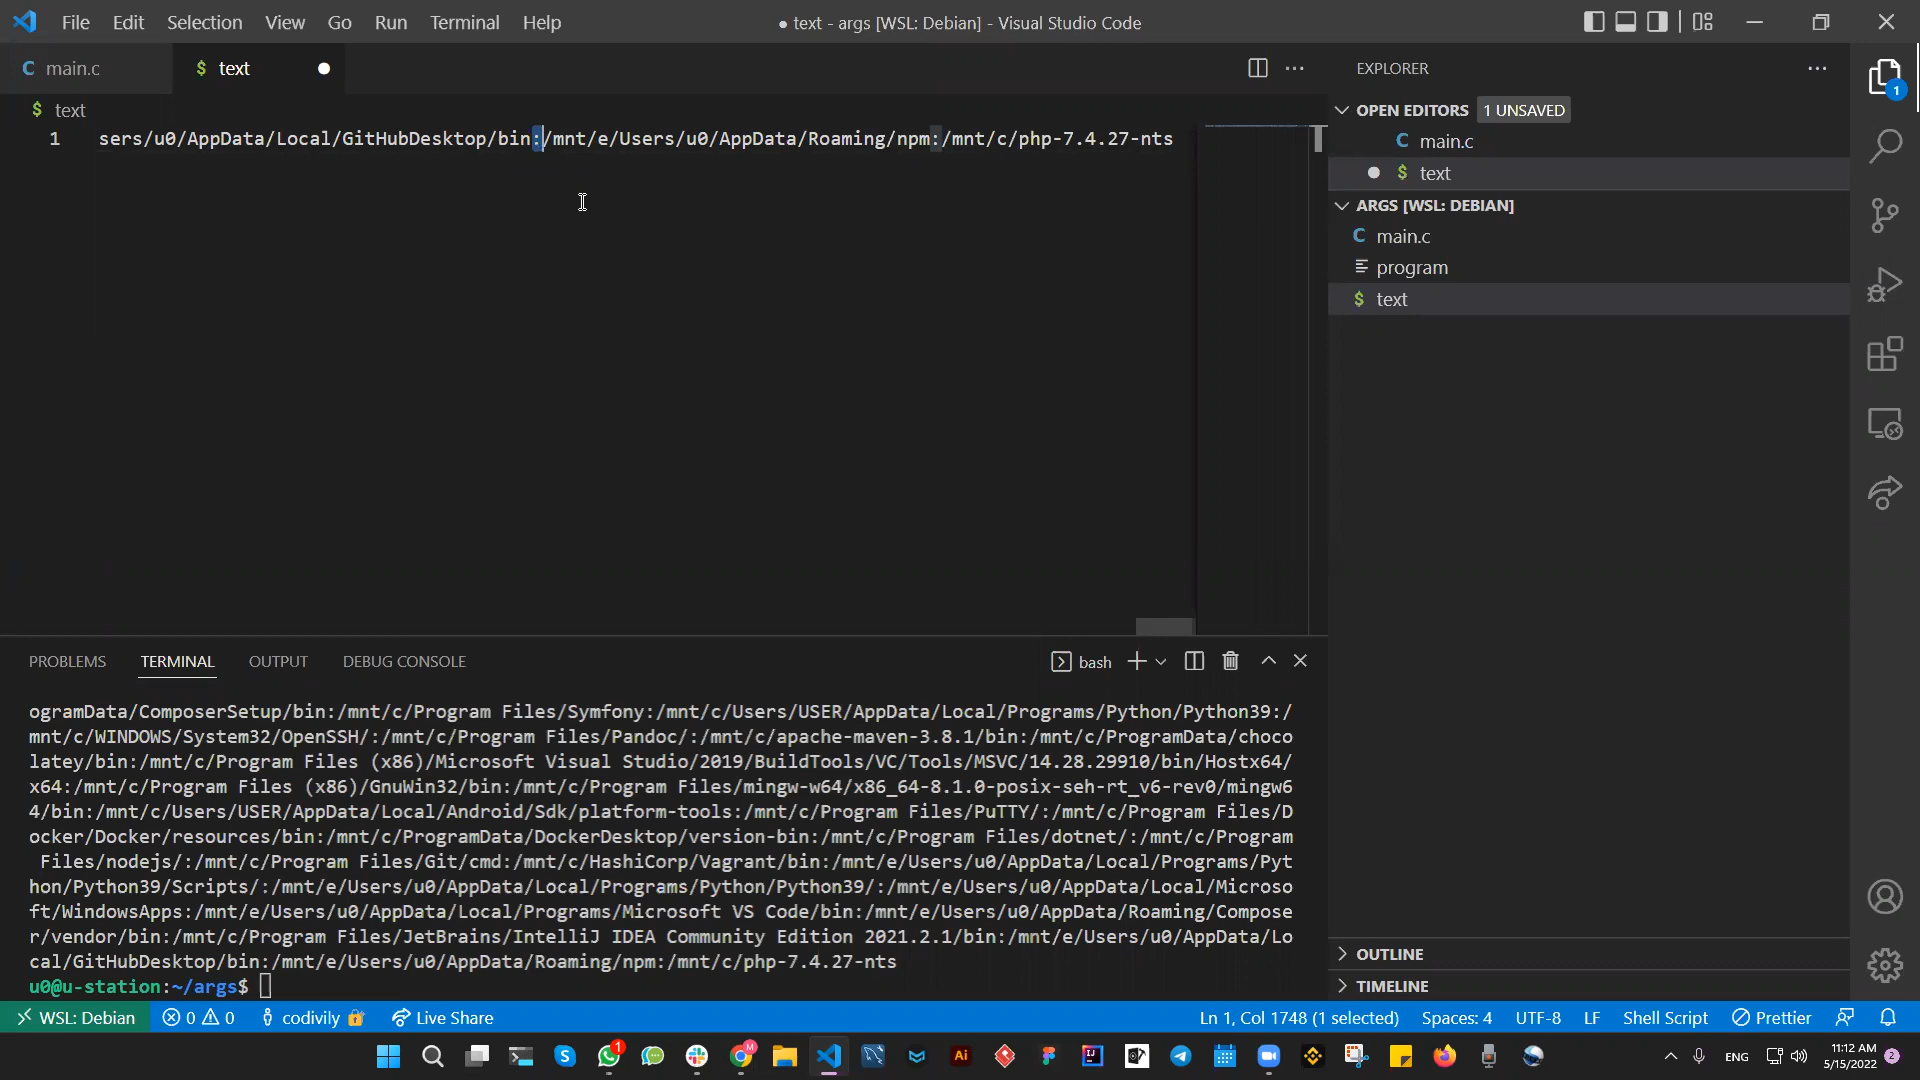 File Edit Selection View Go Run Terminal Help
● text - args [WSL: Debian] - Visual Studio Code
C main.c
$ text
EXPLORER
$ text
1 sers/u0/AppData/Local/GitHubDesktop/bin:/mnt/e/Users/u0/AppData/Roaming/npm:/mnt/c/php-7.4.27-nts
OPEN EDITORS 1 UNSAVED
C main.c
● $ text
ARGS [WSL: DEBIAN]
C main.c
program
$ text
OUTLINE
TIMELINE
1
PROBLEMS TERMINAL OUTPUT DEBUG CONSOLE
bash
ogramData/ComposerSetup/bin:/mnt/c/Program Files/Symfony:/mnt/c/Users/USER/AppData/Local/Programs/Python/Python39:/
mnt/c/WINDOWS/System32/OpenSSH/:/mnt/c/Program Files/Pandoc/:/mnt/c/apache-maven-3.8.1/bin:/mnt/c/ProgramData/choco
latey/bin:/mnt/c/Program Files (x86)/Microsoft Visual Studio/2019/BuildTools/VC/Tools/MSVC/14.28.29910/bin/Hostx64/
x64:/mnt/c/Program Files (x86)/GnuWin32/bin:/mnt/c/Program Files/mingw-w64/x86_64-8.1.0-posix-seh-rt_v6-rev0/mingw6
4/bin:/mnt/c/Users/USER/AppData/Local/Android/Sdk/platform-tools:/mnt/c/Program Files/PuTTY/:/mnt/c/Program Files/D
ocker/Docker/resources/bin:/mnt/c/ProgramData/DockerDesktop/version-bin:/mnt/c/Program Files/dotnet/:/mnt/c/Program
 Files/nodejs/:/mnt/c/Program Files/Git/cmd:/mnt/c/HashiCorp/Vagrant/bin:/mnt/e/Users/u0/AppData/Local/Programs/Pyt
hon/Python39/Scripts/:/mnt/e/Users/u0/AppData/Local/Programs/Python/Python39/:/mnt/e/Users/u0/AppData/Local/Microso
ft/WindowsApps:/mnt/e/Users/u0/AppData/Local/Programs/Microsoft VS Code/bin:/mnt/e/Users/u0/AppData/Roaming/Compose
r/vendor/bin:/mnt/c/Program Files/JetBrains/IntelliJ IDEA Community Edition 2021.2.1/bin:/mnt/e/Users/u0/AppData/Lo
cal/GitHubDesktop/bin:/mnt/e/Users/u0/AppData/Roaming/npm:/mnt/c/php-7.4.27-nts
u0@u-station:~/args$
WSL: Debian 0 0 codivily Live Share Ln 1, Col 1748 (1 selected) Spaces: 4 UTF-8 LF Shell Script Prettier
1 M Ai IJ ENG 11:12 AM
5/15/2022 2